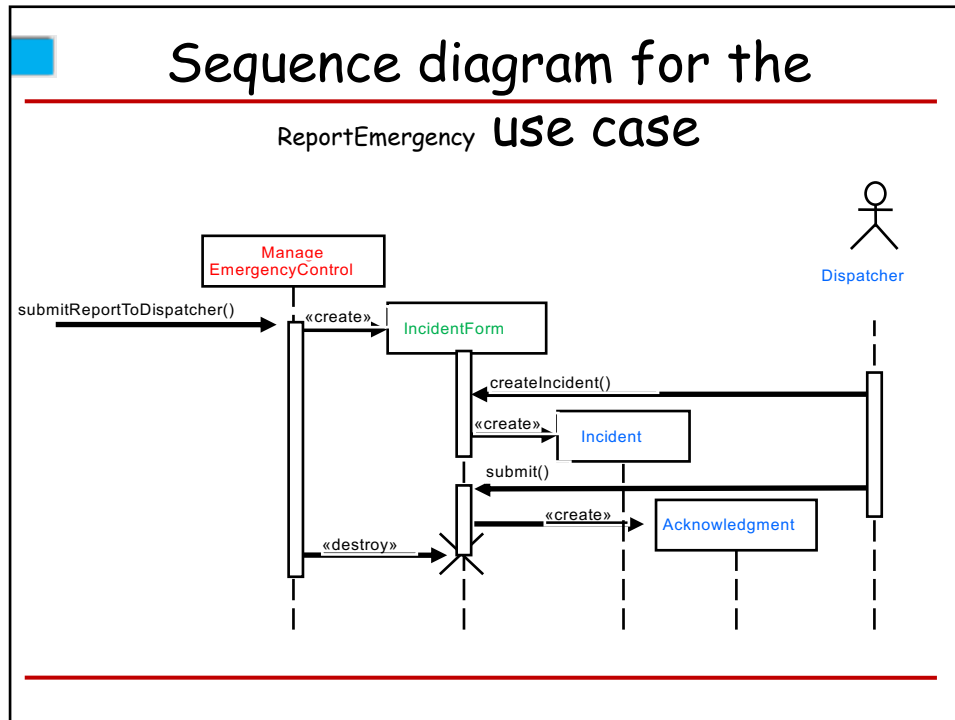 Sequence diagram for the
ReportEmergency use case
Dispatcher
Manage
EmergencyControl
submitReportToDispatcher()
«create»
IncidentForm
createIncident()
«create»
Incident
submit()
«create»
Acknowledgment
«destroy»